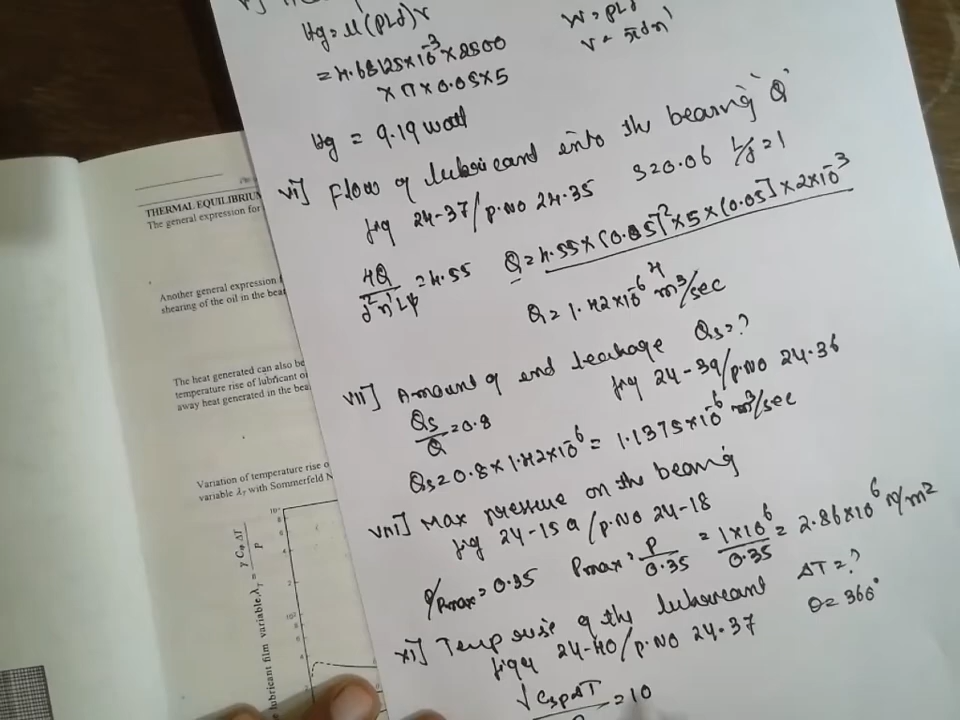 Hg = μ(PLd)v
W = PLd
= 4.68125×10⁻³×2500
v = πdn'
×π×0.05×5
Hg = 9.19 watt
vi] Flow of lubricant into the bearing 'Q'
fig 24-37/p.no 24.35 S=0.06 L/d=1
4Q/d²n'Lψ = 4.55 Q = 4.55×(0.05)²×5×(0.05)×2×10⁻³
4
Q = 1.42×10⁻⁶ m³/sec
vii] Amount of end leakage Qs=?
fig 24-39/p.no 24.36
Qs/Q = 0.8
Qs = 0.8×1.42×10⁻⁶ = 1.1375×10⁻⁶ m³/sec
viii] Max pressure on the bearing
fig 24-15a/p.no 24-18
P/Pmax = 0.35 Pmax = P/0.35 = 1×10⁶/0.35 = 2.86×10⁶ N/m²
xi] Temp rise of the lubricant ΔT=?
24-40/p.no 24.37 θ=360°
=10
THERMAL EQUILIBRIUM
The general expression for
Another general expression
shearing of the oil in the bea
The heat generated can also be
temperature rise of lubricant o
away heat generated in the bea
Variation of temperature rise o
variable λT with Sommerfeld N
lubricant film variable, λT = γ Csp ΔT / P